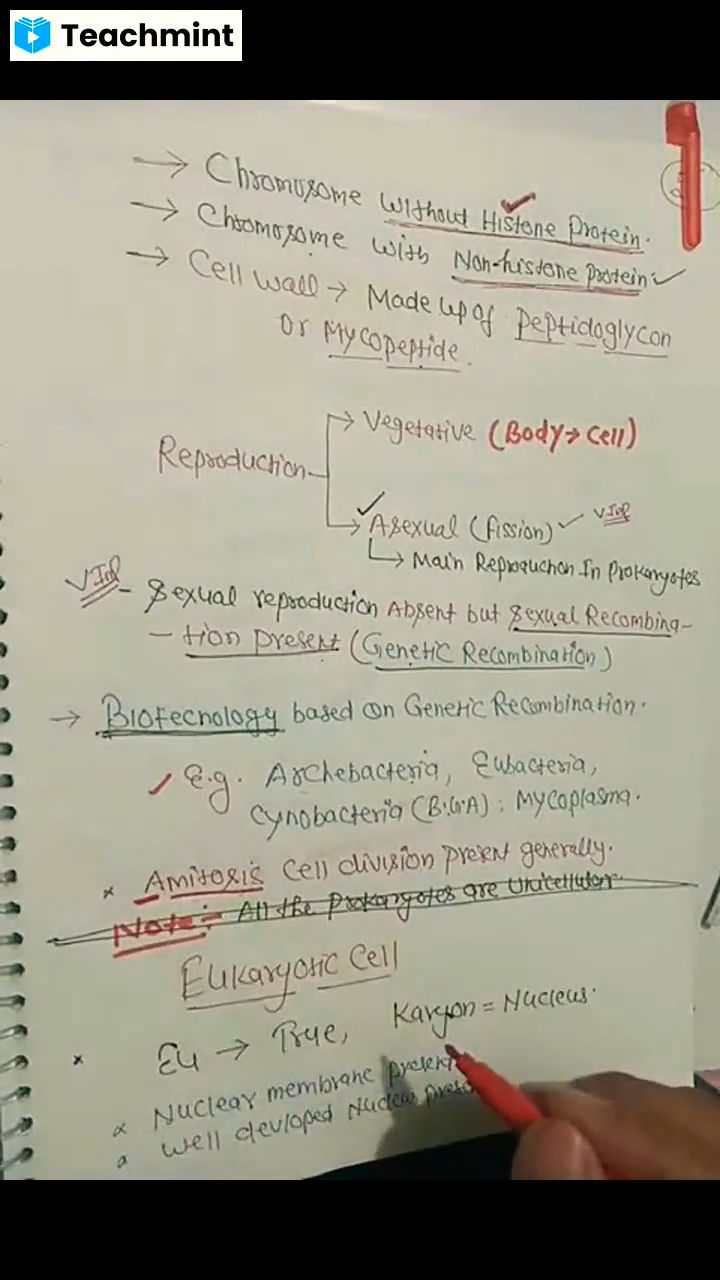 Teachmint
→ Chromosome without Histone Protein.
→ Chromosome with Non-histone protein
→ Cell wall → Made up of Peptidoglycon
Or Mycopeptide.
Reproduction
→ Vegetative (Body → Cell)
→ Asexual (fission) VImp
→ Main Reproduction In Prokaryotes
VImp - Sexual reproduction Absent but Sexual Recombina-
-tion present (Genetic Recombination)
→ Biotecnology based on Genetic Recombination.
E.g. Archebacteria, Eubacteria,
Cynobacteria (B.G.A) ; Mycoplasma.
× Amitosis Cell division present generally.
Note:- All the Prokaryotes are Unicellular.
Eukaryotic Cell
× Eu → True, Karyon = Nucleus.
Nuclear membrane present
Well devloped